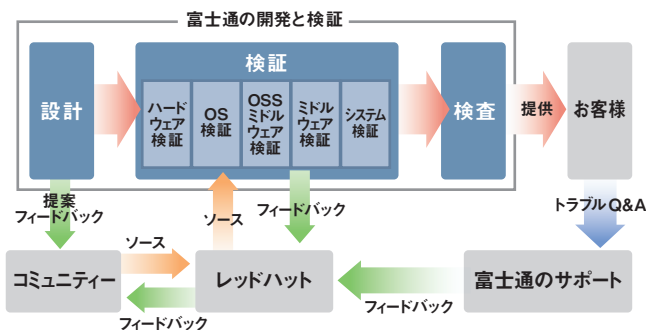 富士通の開発と検証
設計
検証
ハード
ウェア
検証
OS
検証
OSS
ミドル
ウェア
検証
ミドル
ウェア
検証
システム
検証
検査
提供
お客様
提案
フィードバック
ソース
フィードバック
トラブルQ&A
コミュニティー
ソース
レッドハット
フィードバック
富士通のサポート
フィードバック